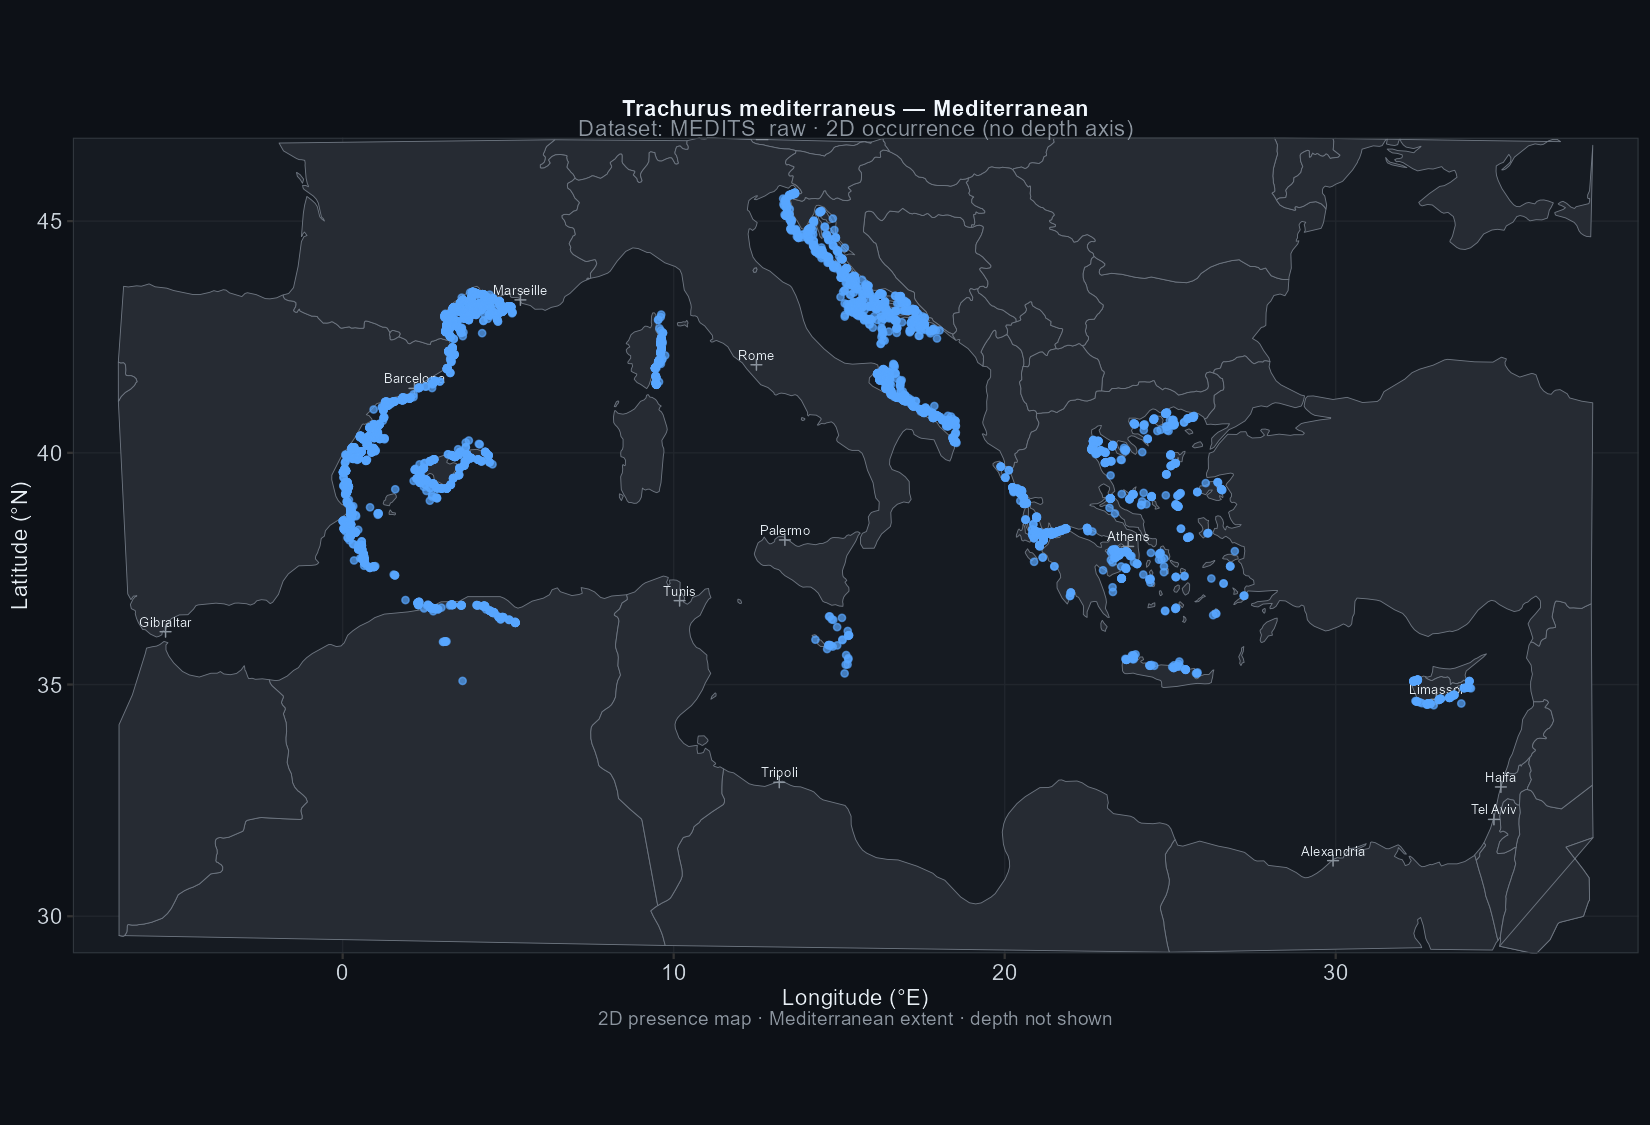 Trachurus mediterraneus — Mediterranean
Dataset: MEDITS_raw · 2D occurrence (no depth axis)
45
40
35
30
0
10
20
30
Latitude (°N)
Longitude (°E)
Marseille
Barcelona
Rome
Palermo
Tunis
Gibraltar
Athens
Limassol
Tripoli
Haifa
Tel Aviv
Alexandria
2D presence map · Mediterranean extent · depth not shown